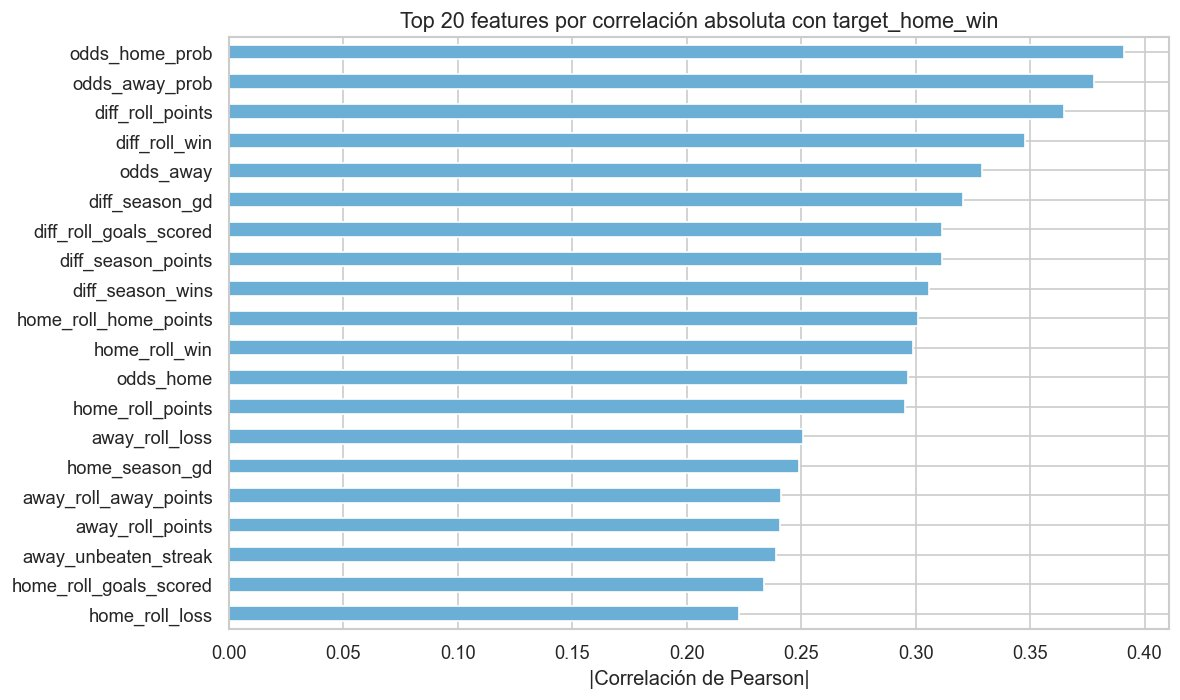 Top 20 features por correlación absoluta con target_home_win
odds_home_prob
odds_away_prob
diff_roll_points
diff_roll_win
odds_away
diff_season_gd
diff_roll_goals_scored
diff_season_points
diff_season_wins
home_roll_home_points
home_roll_win
odds_home
home_roll_points
away_roll_loss
home_season_gd
away_roll_away_points
away_roll_points
away_unbeaten_streak
home_roll_goals_scored
home_roll_loss
0.00 0.05 0.10 0.15 0.20 0.25 0.30 0.35 0.40
|Correlación de Pearson|